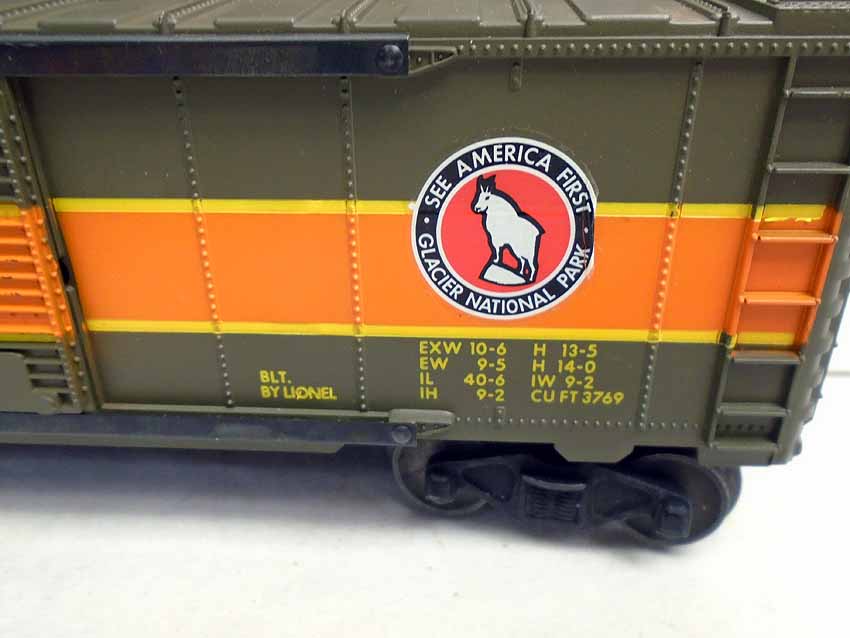 SEE AMERICA FIRST
GLACIER NATIONAL PARK
EXW 10-6 H 13-5
EW 9-5 H 14-0
IL 40-6 IW 9-2
IH 9-2 CU FT 3769
BLT.
BY LIONEL